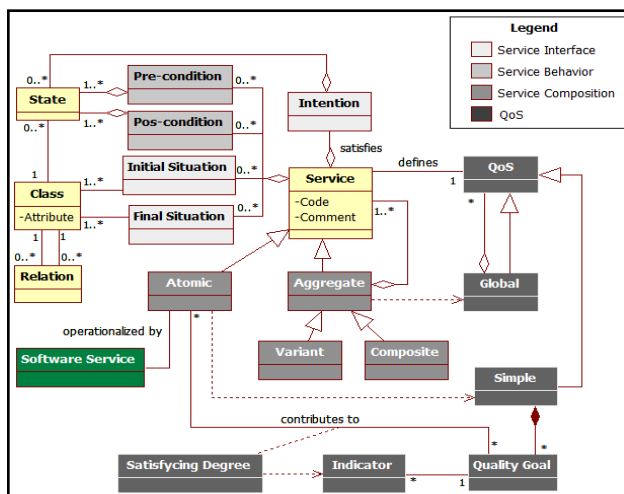 Legend
Service Interface
Service Behavior
Service Composition
QoS
0..*
1..*
Pre-condition
0..*
State
Intention
0..*
1..*
Pos-condition
0..*
satisfies
1
1..*
Initial Situation
0..*
Service
-Code
-Comment
defines
1
QoS
Class
-Attribute
1..*
Final Situation
0..*
1..*
*
1
1
0..*
0..*
Relation
Atomic
*
Aggregate
Global
operationalized by
Software Service
Variant
Composite
Simple
contributes to
*
*
Satisfycing Degree
Indicator
*
1
Quality Goal